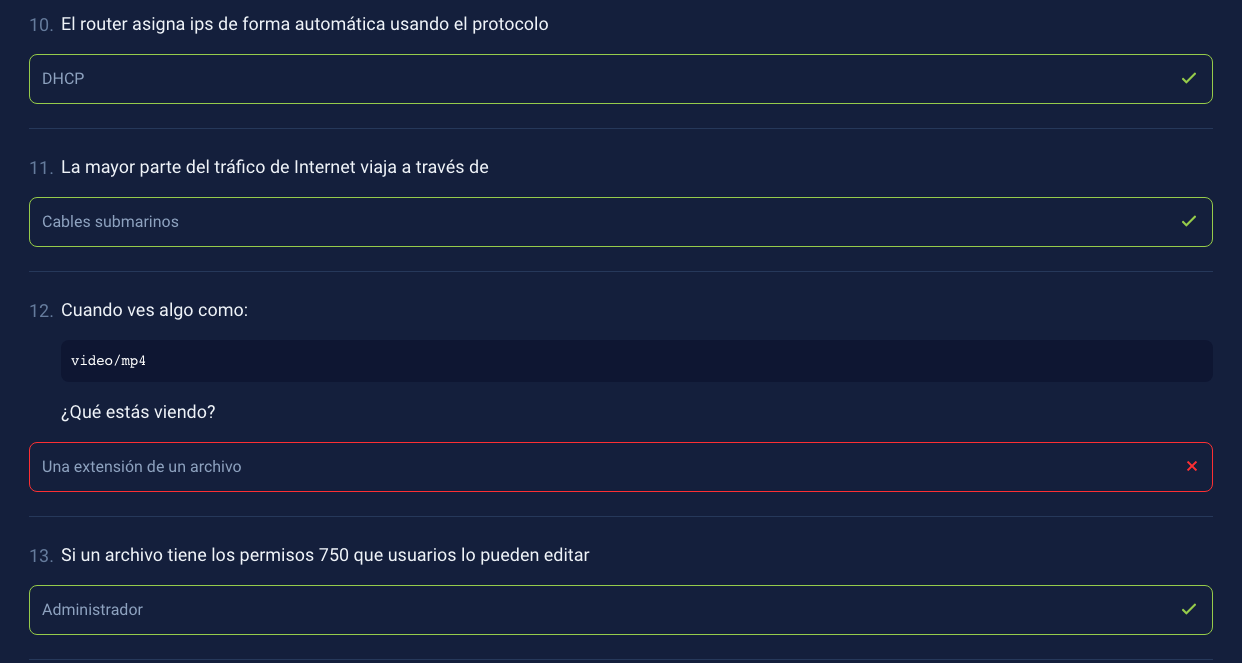 10. El router asigna ips de forma automática usando el protocolo
DHCP
11. La mayor parte del tráfico de Internet viaja a través de
Cables submarinos
12. Cuando ves algo como:
video/mp4
¿Qué estás viendo?
Una extensión de un archivo
13. Si un archivo tiene los permisos 750 que usuarios lo pueden editar
Administrador